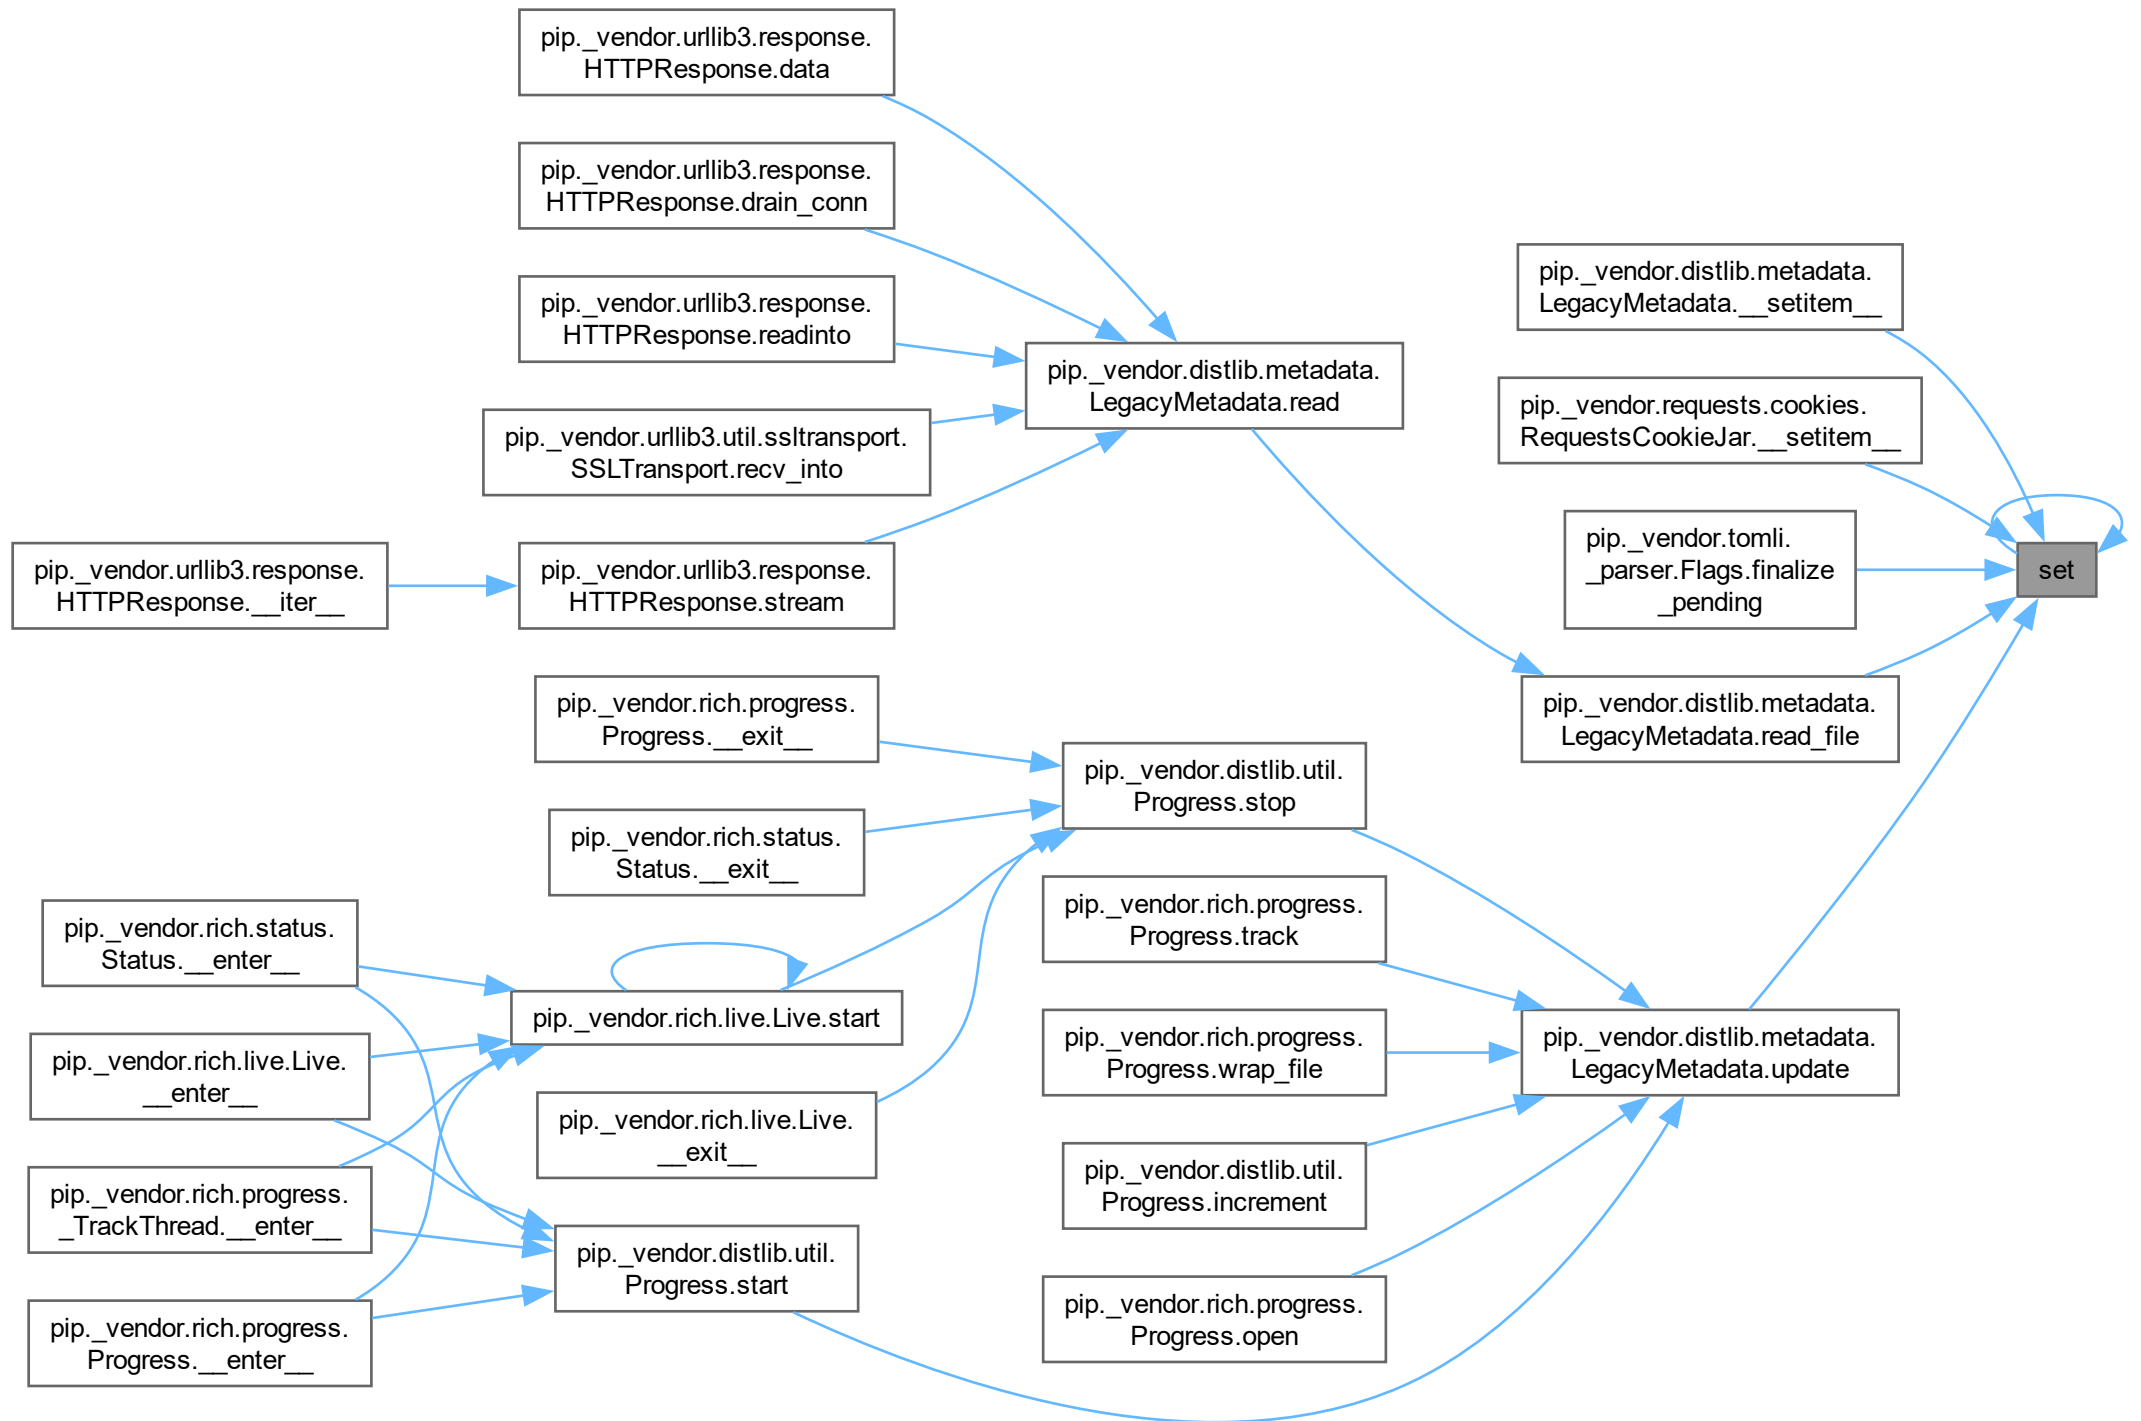 pip._vendor.urllib3.response.
HTTPResponse.data
pip._vendor.urllib3.response.
HTTPResponse.drain_conn
pip._vendor.urllib3.response.
HTTPResponse.readinto
pip._vendor.urllib3.util.ssltransport.
SSLTransport.recv_into
pip._vendor.urllib3.response.
HTTPResponse.__iter__
pip._vendor.urllib3.response.
HTTPResponse.stream
pip._vendor.distlib.metadata.
LegacyMetadata.read
pip._vendor.distlib.metadata.
LegacyMetadata.__setitem__
pip._vendor.requests.cookies.
RequestsCookieJar.__setitem__
pip._vendor.tomli.
_parser.Flags.finalize
_pending
set
pip._vendor.distlib.metadata.
LegacyMetadata.read_file
pip._vendor.rich.progress.
Progress.__exit__
pip._vendor.rich.status.
Status.__exit__
pip._vendor.distlib.util.
Progress.stop
pip._vendor.rich.progress.
Progress.track
pip._vendor.rich.status.
Status.__enter__
pip._vendor.rich.live.Live.start
pip._vendor.rich.live.Live.
__enter__
pip._vendor.rich.progress.
Progress.wrap_file
pip._vendor.distlib.metadata.
LegacyMetadata.update
pip._vendor.rich.live.Live.
__exit__
pip._vendor.rich.progress.
_TrackThread.__enter__
pip._vendor.distlib.util.
Progress.increment
pip._vendor.distlib.util.
Progress.start
pip._vendor.rich.progress.
Progress.__enter__
pip._vendor.rich.progress.
Progress.open